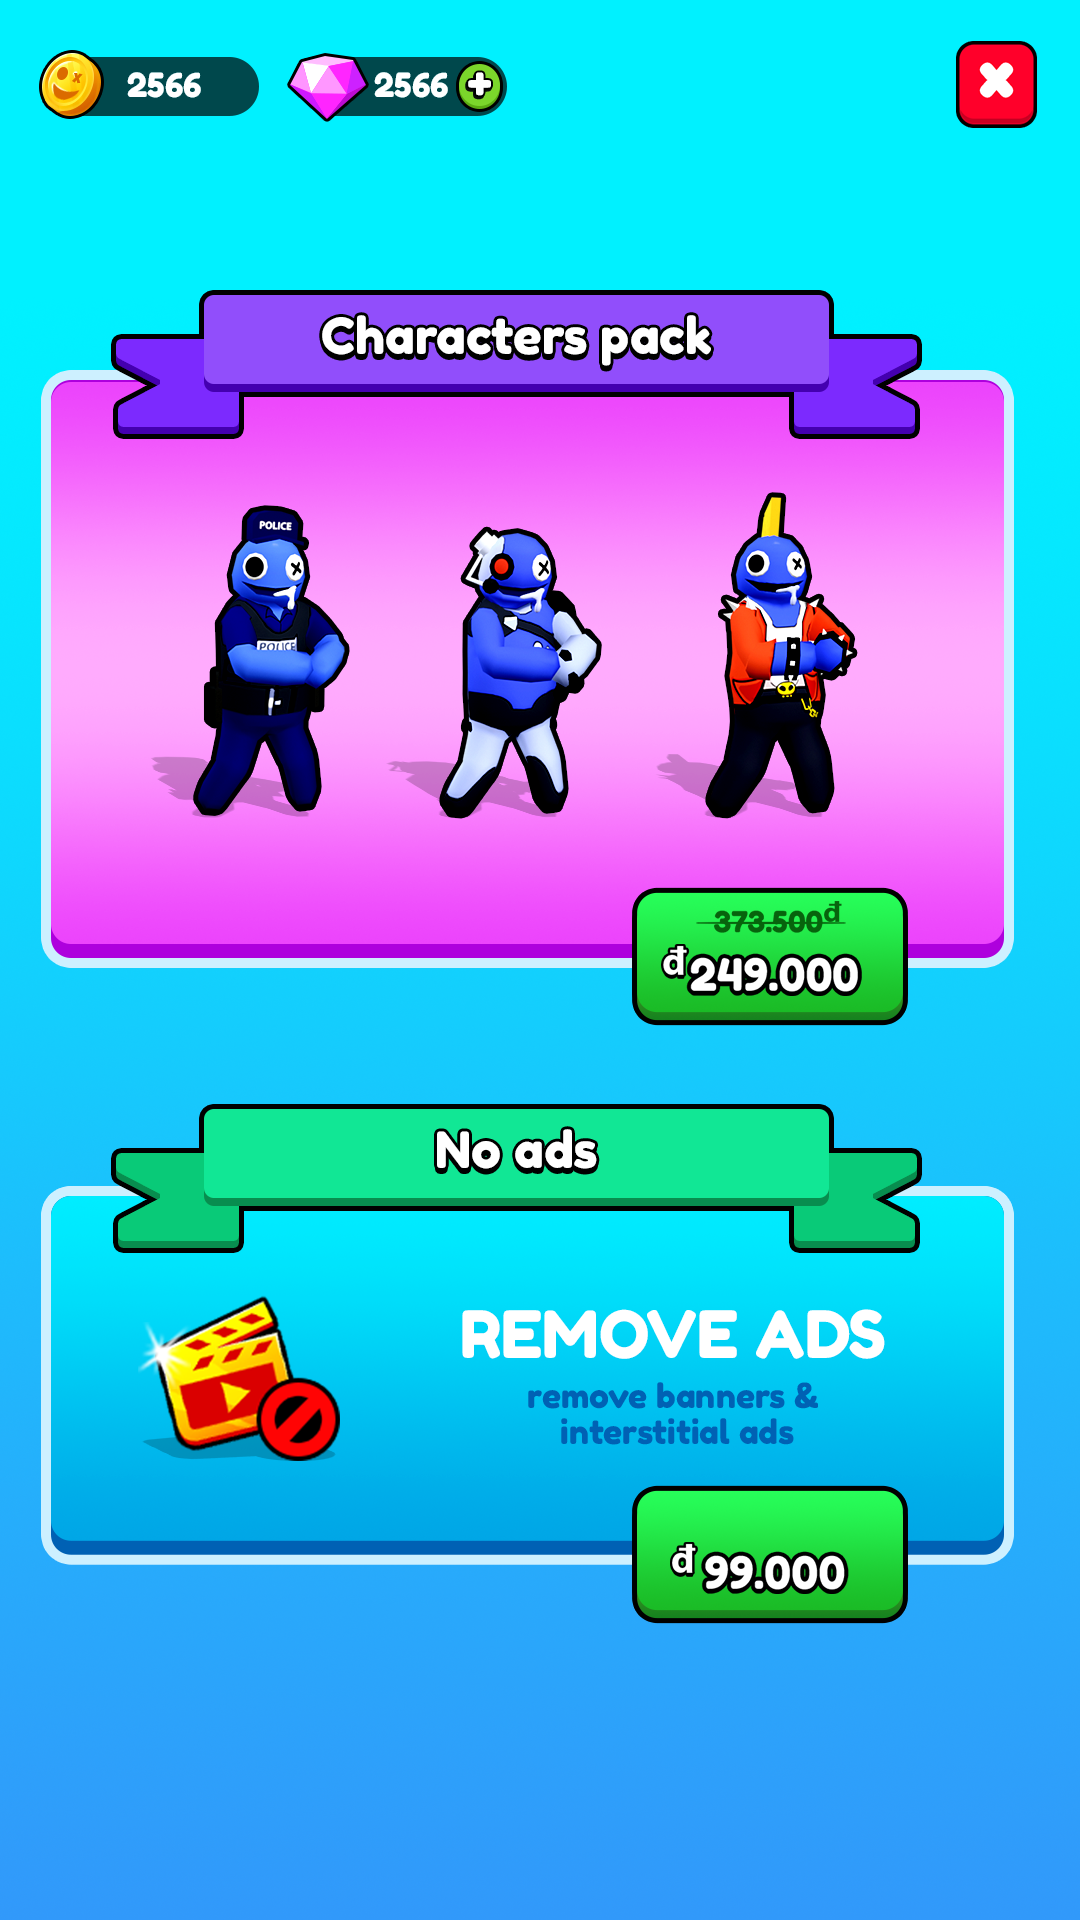 2566
2566
Characters pack
POLICE
POLICE
373.500đ
đ249.000
No ads
REMOVE ADS
remove banners &
interstitial ads
đ 99.000